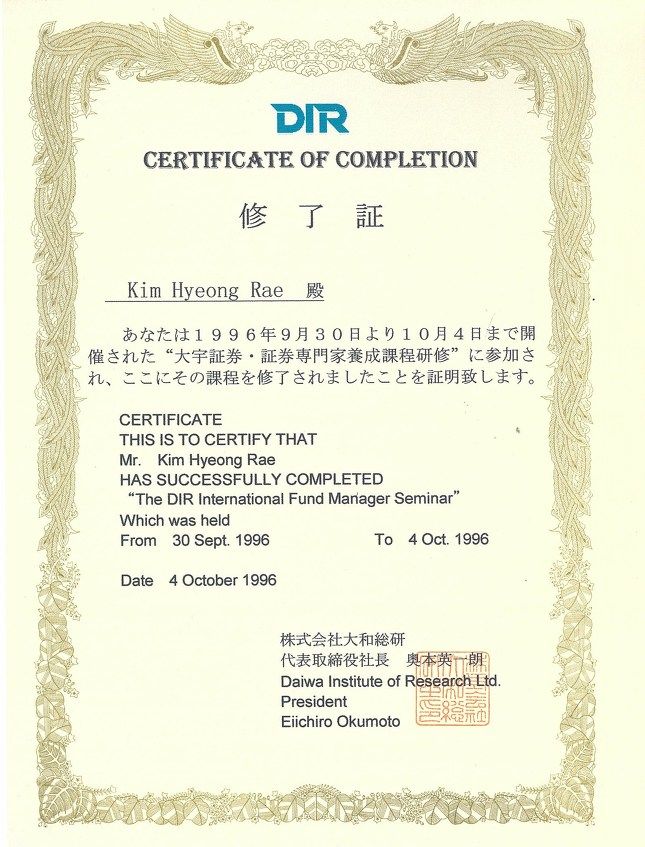 DIR
CERTIFICATE OF COMPLETION
修 了 証
Kim Hyeong Rae 殿
あなたは1996年9月30日より10月4日まで開
催された“大宇証券・証券専門家養成課程研修”に参加さ
れ、ここにその課程を修了されましたことを証明致します。
CERTIFICATE
THIS IS TO CERTIFY THAT
Mr. Kim Hyeong Rae
HAS SUCCESSFULLY COMPLETED
“The DIR International Fund Manager Seminar”
Which was held
From 30 Sept. 1996 To 4 Oct. 1996
Date 4 October 1996
株式会社大和総研
代表取締役社長 奥本英一朗
Daiwa Institute of Research Ltd.
President
Eiichiro Okumoto